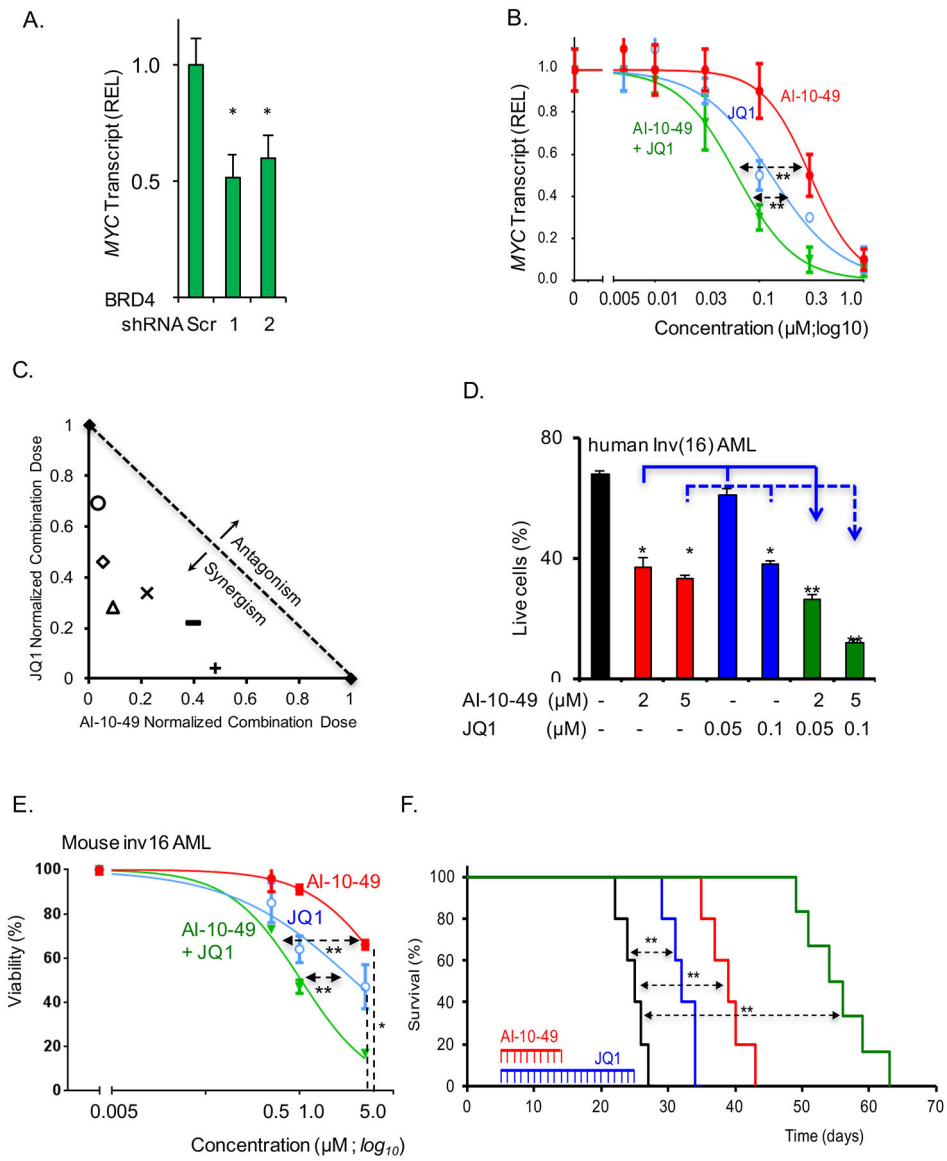 A.
MYC Transcript (REL)
1.0
0.5
* *
BRD4
shRNA Scr 1 2
B.
MYC Transcript (REL)
1.0
0.8
0.6
0.4
0.2
0.0
AI-10-49
JQ1
AI-10-49
+ JQ1
**
**
0 0.005 0.01 0.03 0.1 0.3 1.0
Concentration (µM;log10)
C.
JQ1 Normalized Combination Dose
1
0.8
0.6
0.4
0.2
0
Antagonism
Synergism
0 0.2 0.4 0.6 0.8 1
AI-10-49 Normalized Combination Dose
D.
human Inv(16) AML
Live cells (%)
80
40
0
* * * ** **
AI-10-49 (µM) - 2 5 - - 2 5
JQ1 (µM) - - - 0.05 0.1 0.05 0.1
E.
Mouse inv16 AML
Viability (%)
100
80
60
40
20
0
AI-10-49
JQ1
AI-10-49
+ JQ1
**
**
*
0.005 0.5 1.0 5.0
Concentration (µM ; log10)
F.
Survival (%)
100
80
60
40
20
0
**
**
**
AI-10-49
JQ1
0 10 20 30 40 50 60 70
Time (days)